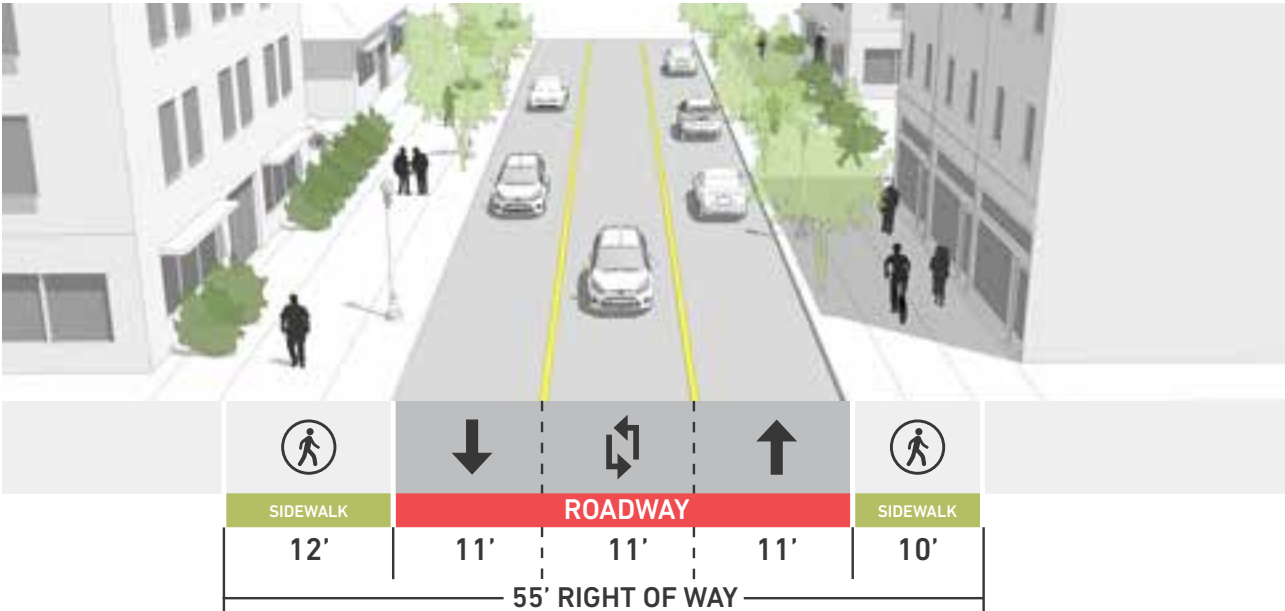 SIDEWALK ROADWAY SIDEWALK
12’ 11’ 11’ 11’ 10’
55’ RIGHT OF WAY